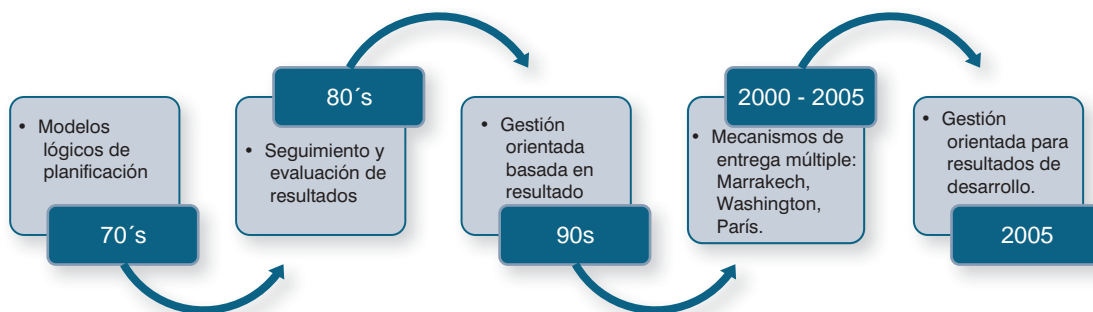 • Modelos
lógicos de
planificación
70´s
80´s
• Seguimiento y
evaluación de
resultados
• Gestión
orientada
basada en
resultado
90s
2000 - 2005
• Mecanismos de
entrega múltiple:
Marrakech,
Washington,
París.
• Gestión
orientada para
resultados de
desarrollo.
2005